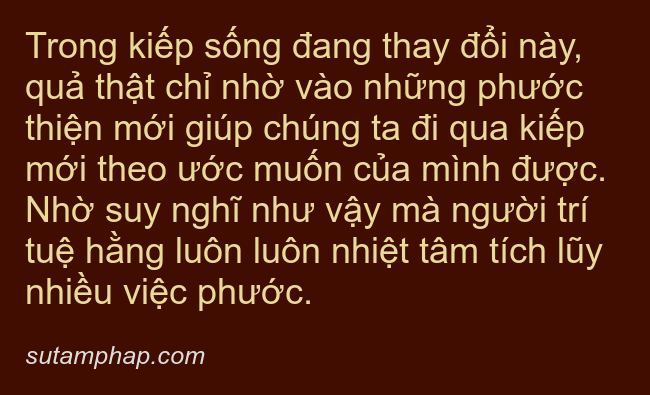 Trong kiếp sống đang thay đổi này,
quả thật chỉ nhờ vào những phước
thiện mới giúp chúng ta đi qua kiếp
mới theo ước muốn của mình được.
Nhờ suy nghĩ như vậy mà người trí
tuệ hằng luôn luôn nhiệt tâm tích lũy
nhiều việc phước.
sutamphap.com